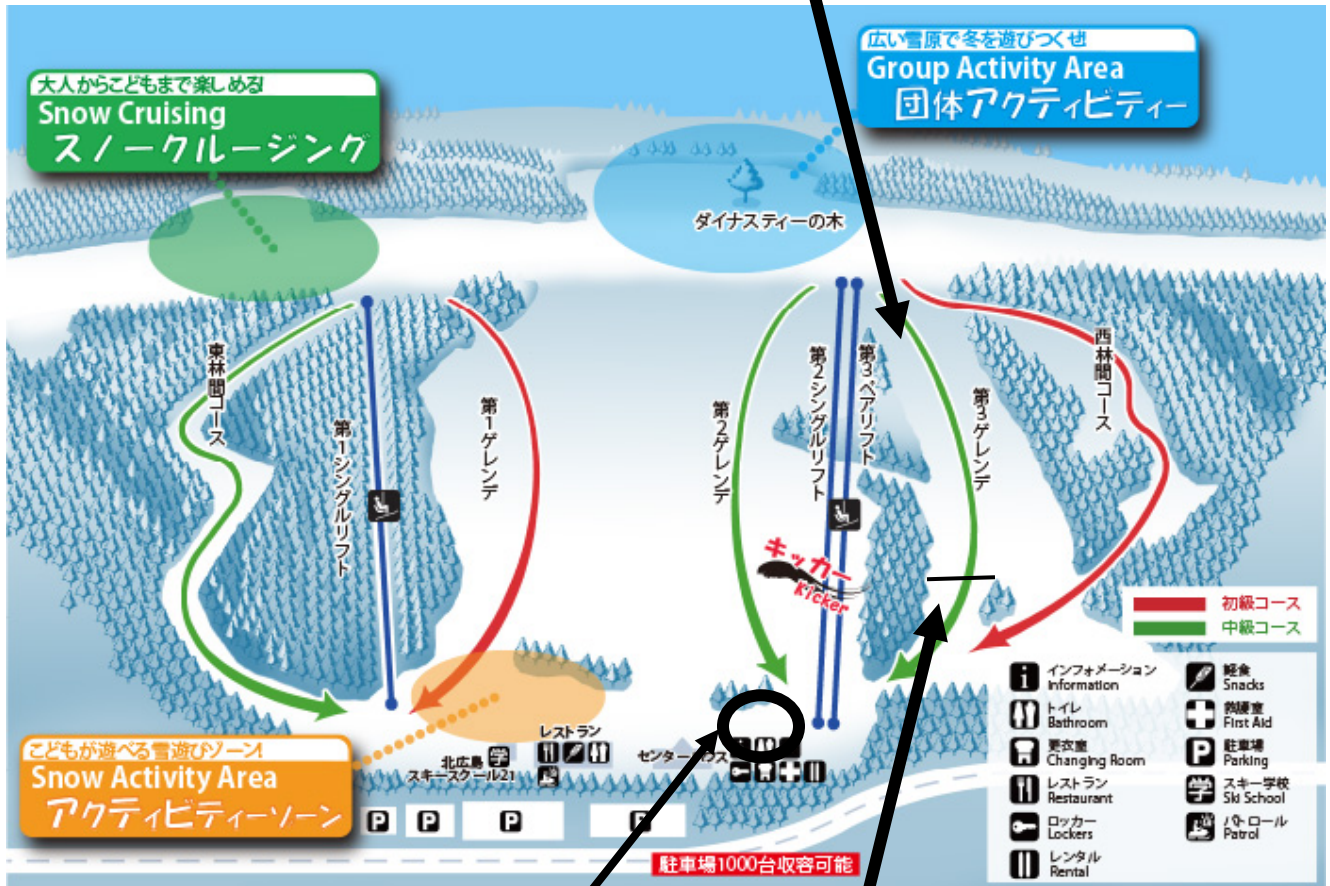 大人からこどもまで楽しめる!
Snow Cruising
スノークルージング
広い雪原で冬を遊びつくせ!
Group Activity Area
団体アクティビティー
ダイナスティーの木
東林間コース
第1シングルリフト
第1ゲレンデ
第2ゲレンデ
第2シングルリフト
第3ペアリフト
第3ゲレンデ
西林間コース
キッカー
Kicker
初級コース
中級コース
インフォメーション
Information
トイレ
Bathroom
更衣室
Changing Room
レストラン
Restaurant
ロッカー
Lockers
レンタル
Rental
軽食
Snacks
救護室
First Aid
駐車場
Parking
スキー学校
Ski School
パトロール
Patrol
こどもが遊べる雪遊びゾーン!
Snow Activity Area
アクティビティーゾーン
北広島
スキースクール21
学
レストラン
P
P
P
P
駐車場1000台収容可能